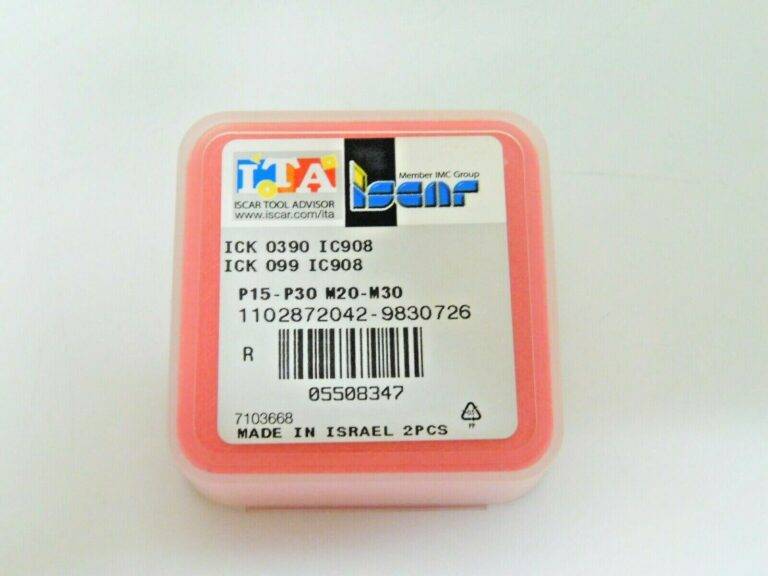 ITA
ISCAR TOOL ADVISOR
www.iscar.com/ita
Member IMC Group
iscar
ICK 0390 IC908
ICK 099 IC908
P15-P30 M20-M30
1102872042-9830726
R
05508347
7103668
MADE IN ISRAEL 2PCS
PP